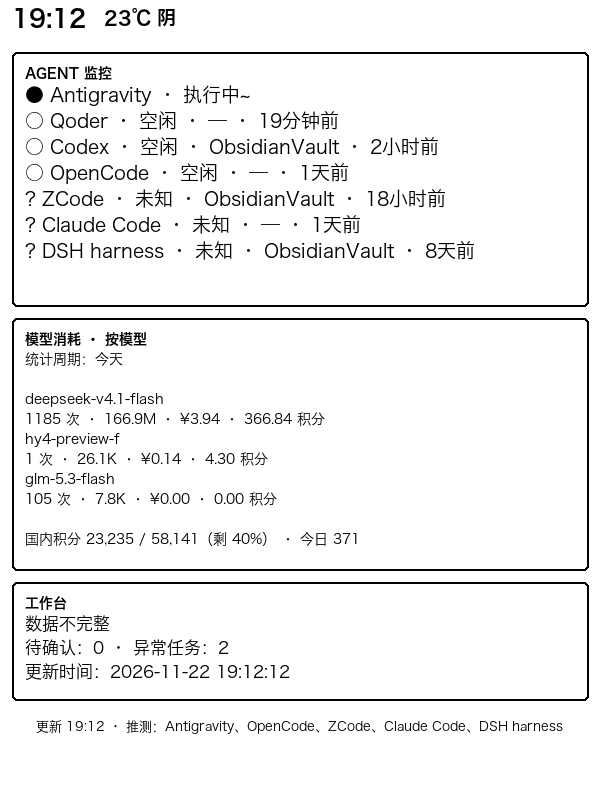 19:12 23℃ 阴
AGENT 监控
● Antigravity · 执行中~
○ Qoder · 空闲 · — · 19分钟前
○ Codex · 空闲 · ObsidianVault · 2小时前
○ OpenCode · 空闲 · — · 1天前
? ZCode · 未知 · ObsidianVault · 18小时前
? Claude Code · 未知 · — · 1天前
? DSH harness · 未知 · ObsidianVault · 8天前
模型消耗 · 按模型
统计周期：今天
deepseek-v4.1-flash
1185 次 · 166.9M · ¥3.94 · 366.84 积分
hy4-preview-f
1 次 · 26.1K · ¥0.14 · 4.30 积分
glm-5.3-flash
105 次 · 7.8K · ¥0.00 · 0.00 积分
国内积分 23,235 / 58,141（剩 40%） · 今日 371
工作台
数据不完整
待确认：0 · 异常任务：2
更新时间：2026-11-22 19:12:12
更新 19:12 · 推测：Antigravity、OpenCode、ZCode、Claude Code、DSH harness